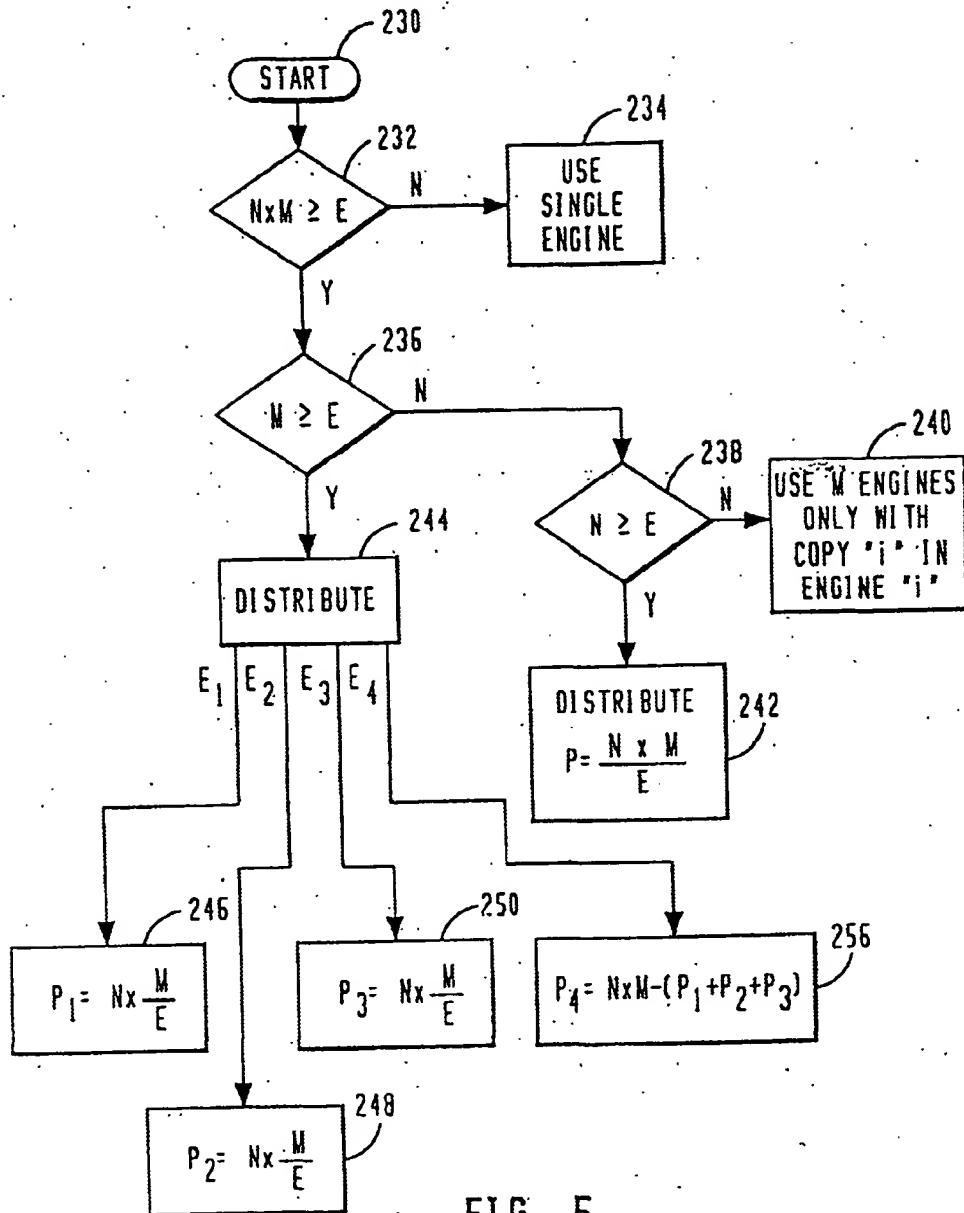 230
START
232
N×M ≥ E
N
234
USE
SINGLE
ENGINE
Y
236
M ≥ E
N
Y
238
N ≥ E
N
240
USE M ENGINES
ONLY WITH
COPY "i" IN
ENGINE "i"
Y
244
DISTRIBUTE
E1 E2 E3 E4
DISTRIBUTE
P= N x M
E
242
246
P1= Nx M
E
250
P3= Nx M
E
256
P4= NxM-(P1+P2+P3)
248
P2= Nx M
E
FIG. 5